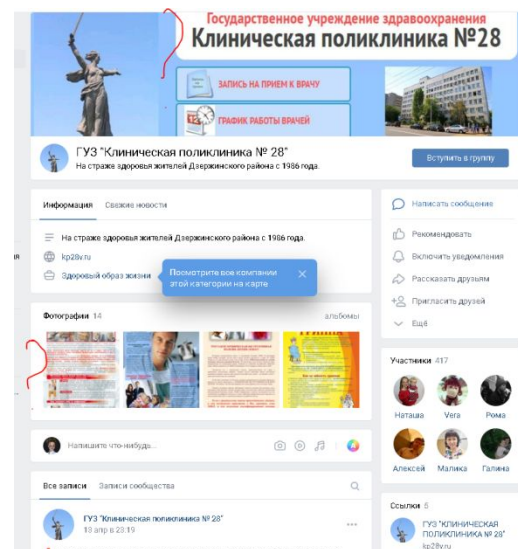 Государственное учреждение здравоохранения
Клиническая поликлиника №28
ЗАПИСЬ НА ПРИЕМ К ВРАЧУ
ГРАФИК РАБОТЫ ВРАЧЕЙ
ГУЗ "Клиническая поликлиника № 28"
На страже здоровья жителей Дзержинского района с 1986 года.
Вступить в группу
Информация Свежие новости
На страже здоровья жителей Дзержинского района с 1986 года.
kp28v.ru
Здоровый образ жизни
Посмотрите все компании
этой категории на карте
Написать сообщение
Рекомендовать
Включить уведомления
Рассказать друзьям
Пригласить друзей
Ещё
Фотографии 14 альбомы
Участники 417
Наташа Vera Рома
Алексей Малика Галина
Напишите что-нибудь...
Все записи Записи сообщества
ГУЗ "Клиническая поликлиника № 28"
13 апр в 23:19
Ссылки 6
ГУЗ "КЛИНИЧЕСКАЯ
ПОЛИКЛИНИКА № 28"
kp28v.ru